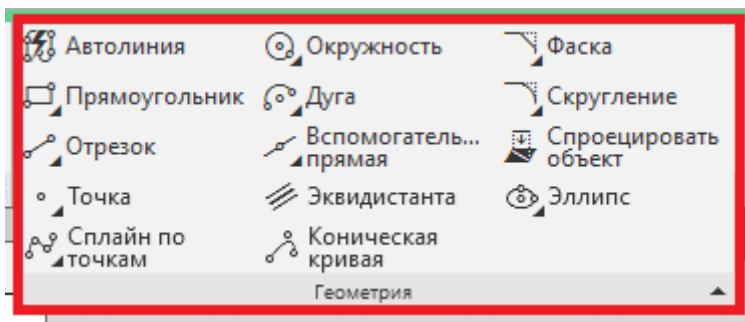 Автолиния
Окружность
Фаска
Прямоугольник
Дуга
Скругление
Отрезок
Вспомогатель...
прямая
Спроецировать
объект
Точка
Эквидистанта
Эллипс
Сплайн по
точкам
Коническая
кривая
Геометрия